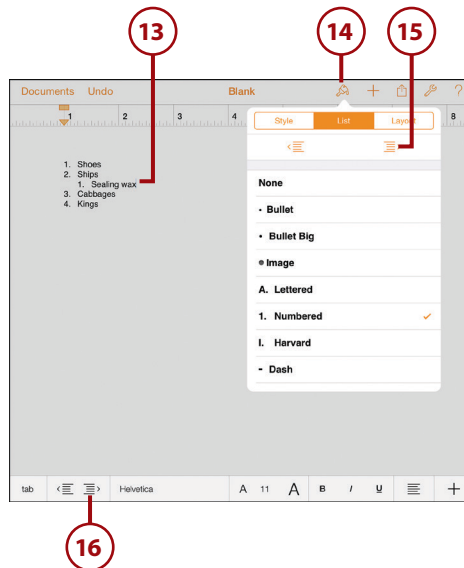 13 14 15
Documents Undo Blank ?
1 2 3 4 8
Style List Layout
1. Shoes
2. Ships
1. Sealing wax
3. Cabbages
4. Kings
None
• Bullet
• Bullet Big
Image
A. Lettered
1. Numbered
I. Harvard
- Dash
tab Helvetica A 11 A B I U
16